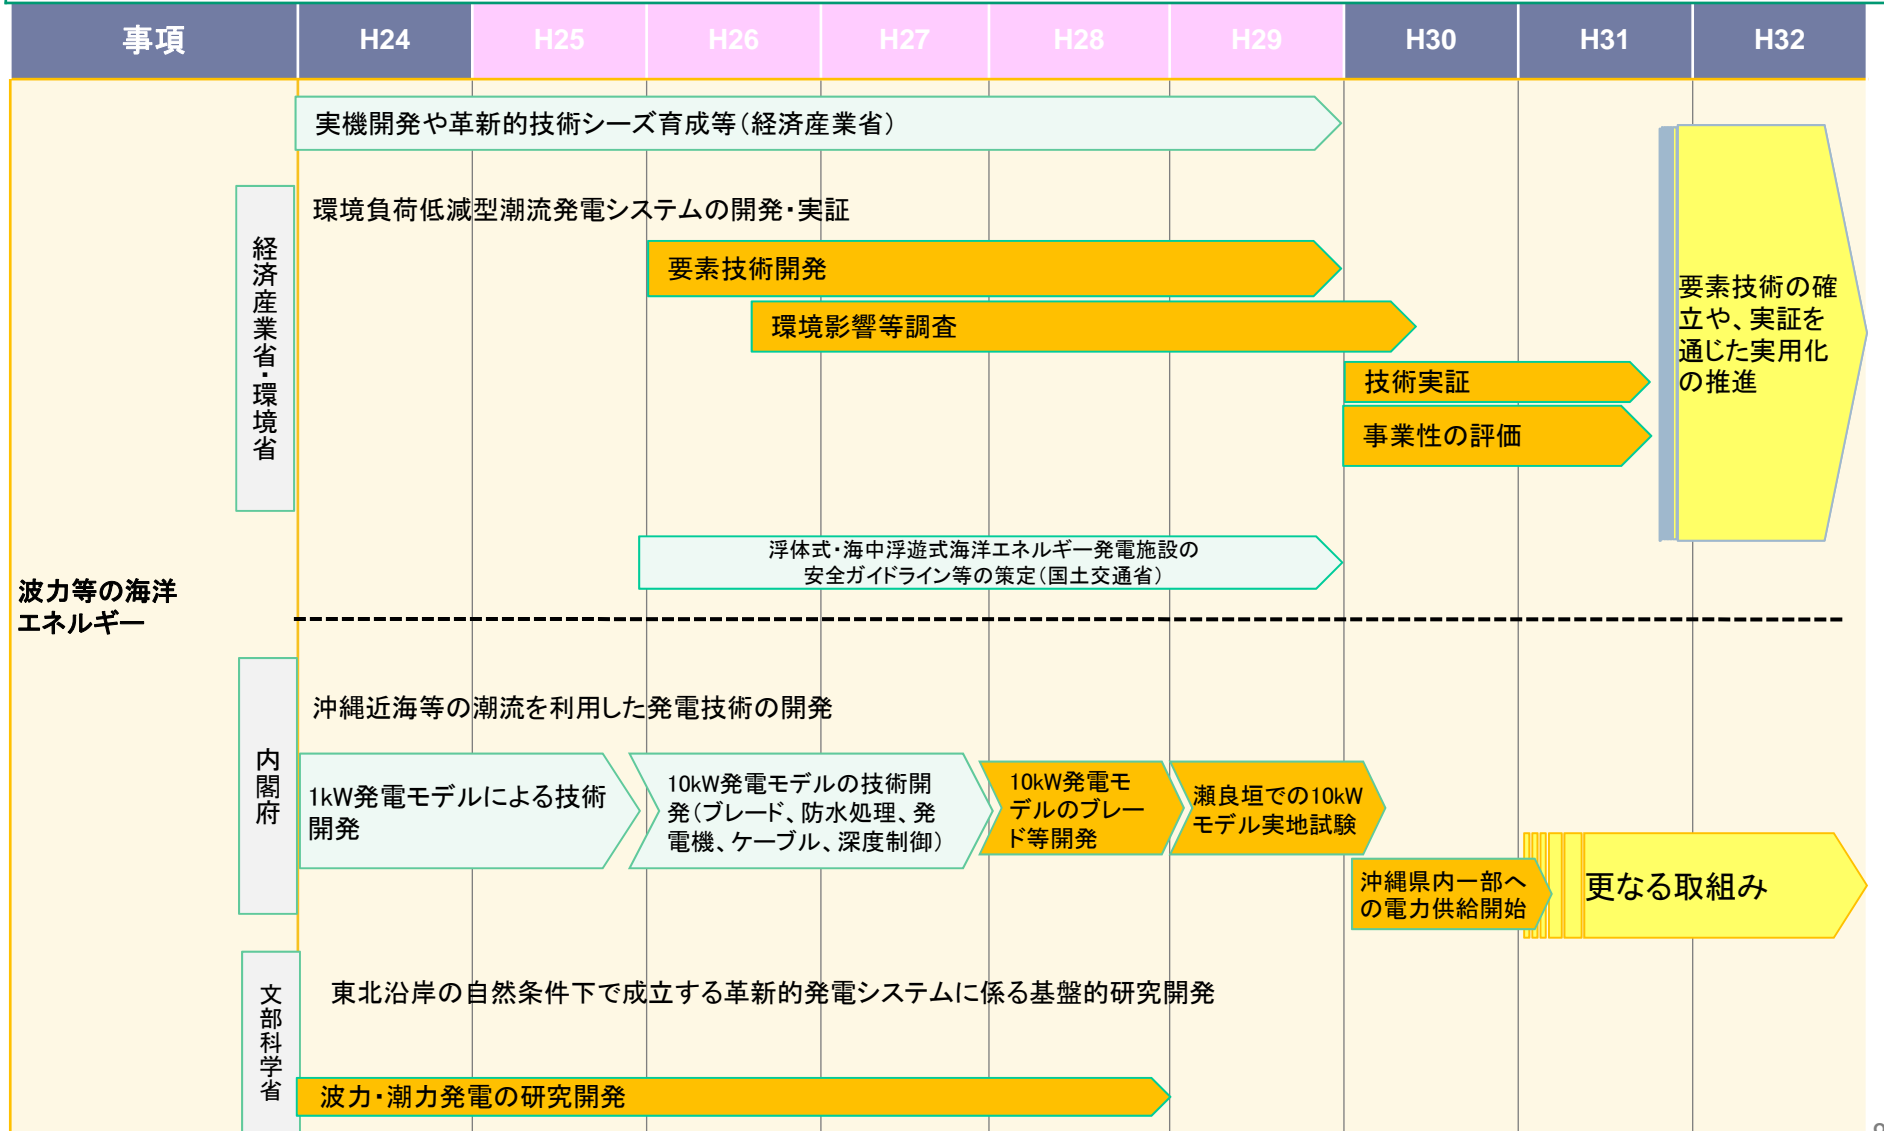 事項 H24 H25 H26 H27 H28 H29 H30 H31 H32
実機開発や革新的技術シーズ育成等（経済産業省）
経済産業省・環境省
環境負荷低減型潮流発電システムの開発・実証
要素技術開発
環境影響等調査
技術実証
事業性の評価
要素技術の確
立や、実証を
通じた実用化
の推進
浮体式・海中浮遊式海洋エネルギー発電施設の
安全ガイドライン等の策定（国土交通省）
波力等の海洋
エネルギー
内閣府
沖縄近海等の潮流を利用した発電技術の開発
1kW発電モデルによる技術
開発
10kW発電モデルの技術開
発（ブレード、防水処理、発
電機、ケーブル、深度制御）
10kW発電モ
デルのブレー
ド等開発
瀬良垣での10kW
モデル実地試験
沖縄県内一部へ
の電力供給開始
更なる取組み
文部科学省
東北沿岸の自然条件下で成立する革新的発電システムに係る基盤的研究開発
波力・潮力発電の研究開発